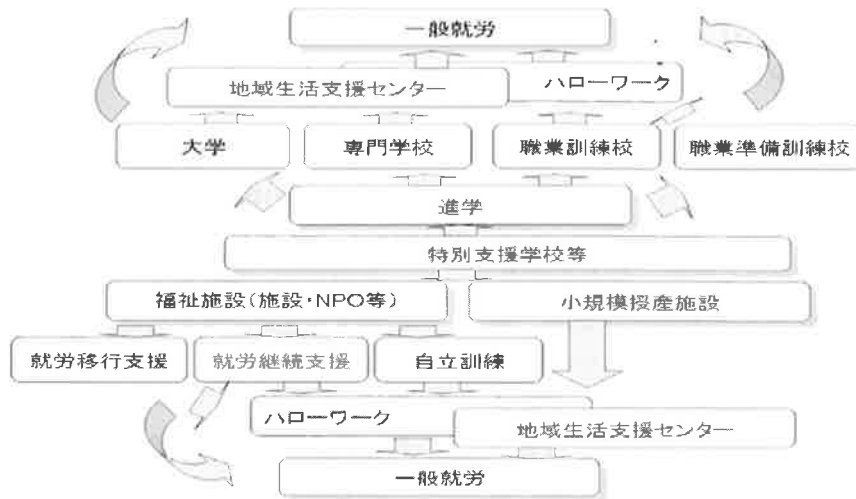 一般就労
地域生活支援センター
ハローワーク
大学
専門学校
職業訓練校
職業準備訓練校
進学
特別支援学校等
福祉施設（施設・NPO等）
小規模授産施設
就労移行支援
就労継続支援
自立訓練
ハローワーク
地域生活支援センター
一般就労